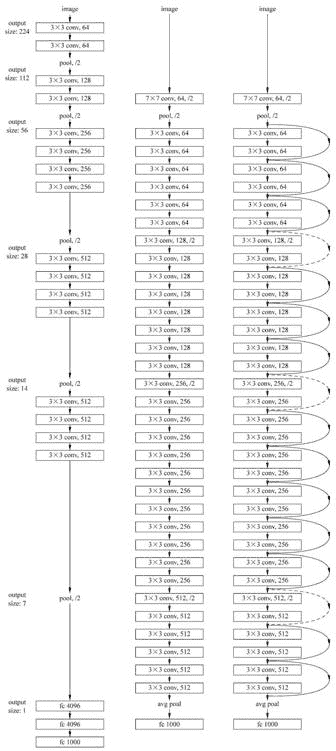 output
size: 224
output
size: 112
output
size: 56
output
size: 28
output
size: 14
output
size: 7
output
size: 1
image
3×3 conv, 64
3×3 conv, 64
pool, /2
3×3 conv, 128
3×3 conv, 128
pool, /2
3×3 conv, 256
3×3 conv, 256
3×3 conv, 256
3×3 conv, 256
pool, /2
3×3 conv, 512
3×3 conv, 512
3×3 conv, 512
3×3 conv, 512
pool, /2
3×3 conv, 512
3×3 conv, 512
3×3 conv, 512
3×3 conv, 512
pool, /2
fc 4096
fc 4096
fc 1000
image
7×7 conv, 64, /2
pool, /2
3×3 conv, 64
3×3 conv, 64
3×3 conv, 64
3×3 conv, 64
3×3 conv, 64
3×3 conv, 64
3×3 conv, 128, /2
3×3 conv, 128
3×3 conv, 128
3×3 conv, 128
3×3 conv, 128
3×3 conv, 128
3×3 conv, 128
3×3 conv, 128
3×3 conv, 256, /2
3×3 conv, 256
3×3 conv, 256
3×3 conv, 256
3×3 conv, 256
3×3 conv, 256
3×3 conv, 256
3×3 conv, 256
3×3 conv, 256
3×3 conv, 256
3×3 conv, 256
3×3 conv, 256
3×3 conv, 512, /2
3×3 conv, 512
3×3 conv, 512
3×3 conv, 512
3×3 conv, 512
3×3 conv, 512
avg poal
fc 1000
image
7×7 conv, 64, /2
pool, /2
3×3 conv, 64
3×3 conv, 64
3×3 conv, 64
3×3 conv, 64
3×3 conv, 64
3×3 conv, 64
3×3 conv, 128, /2
3×3 conv, 128
3×3 conv, 128
3×3 conv, 128
3×3 conv, 128
3×3 conv, 128
3×3 conv, 128
3×3 conv, 128
3×3 conv, 256, /2
3×3 conv, 256
3×3 conv, 256
3×3 conv, 256
3×3 conv, 256
3×3 conv, 256
3×3 conv, 256
3×3 conv, 256
3×3 conv, 256
3×3 conv, 256
3×3 conv, 256
3×3 conv, 256
3×3 conv, 512, /2
3×3 conv, 512
3×3 conv, 512
3×3 conv, 512
3×3 conv, 512
3×3 conv, 512
avg poal
fc 1000